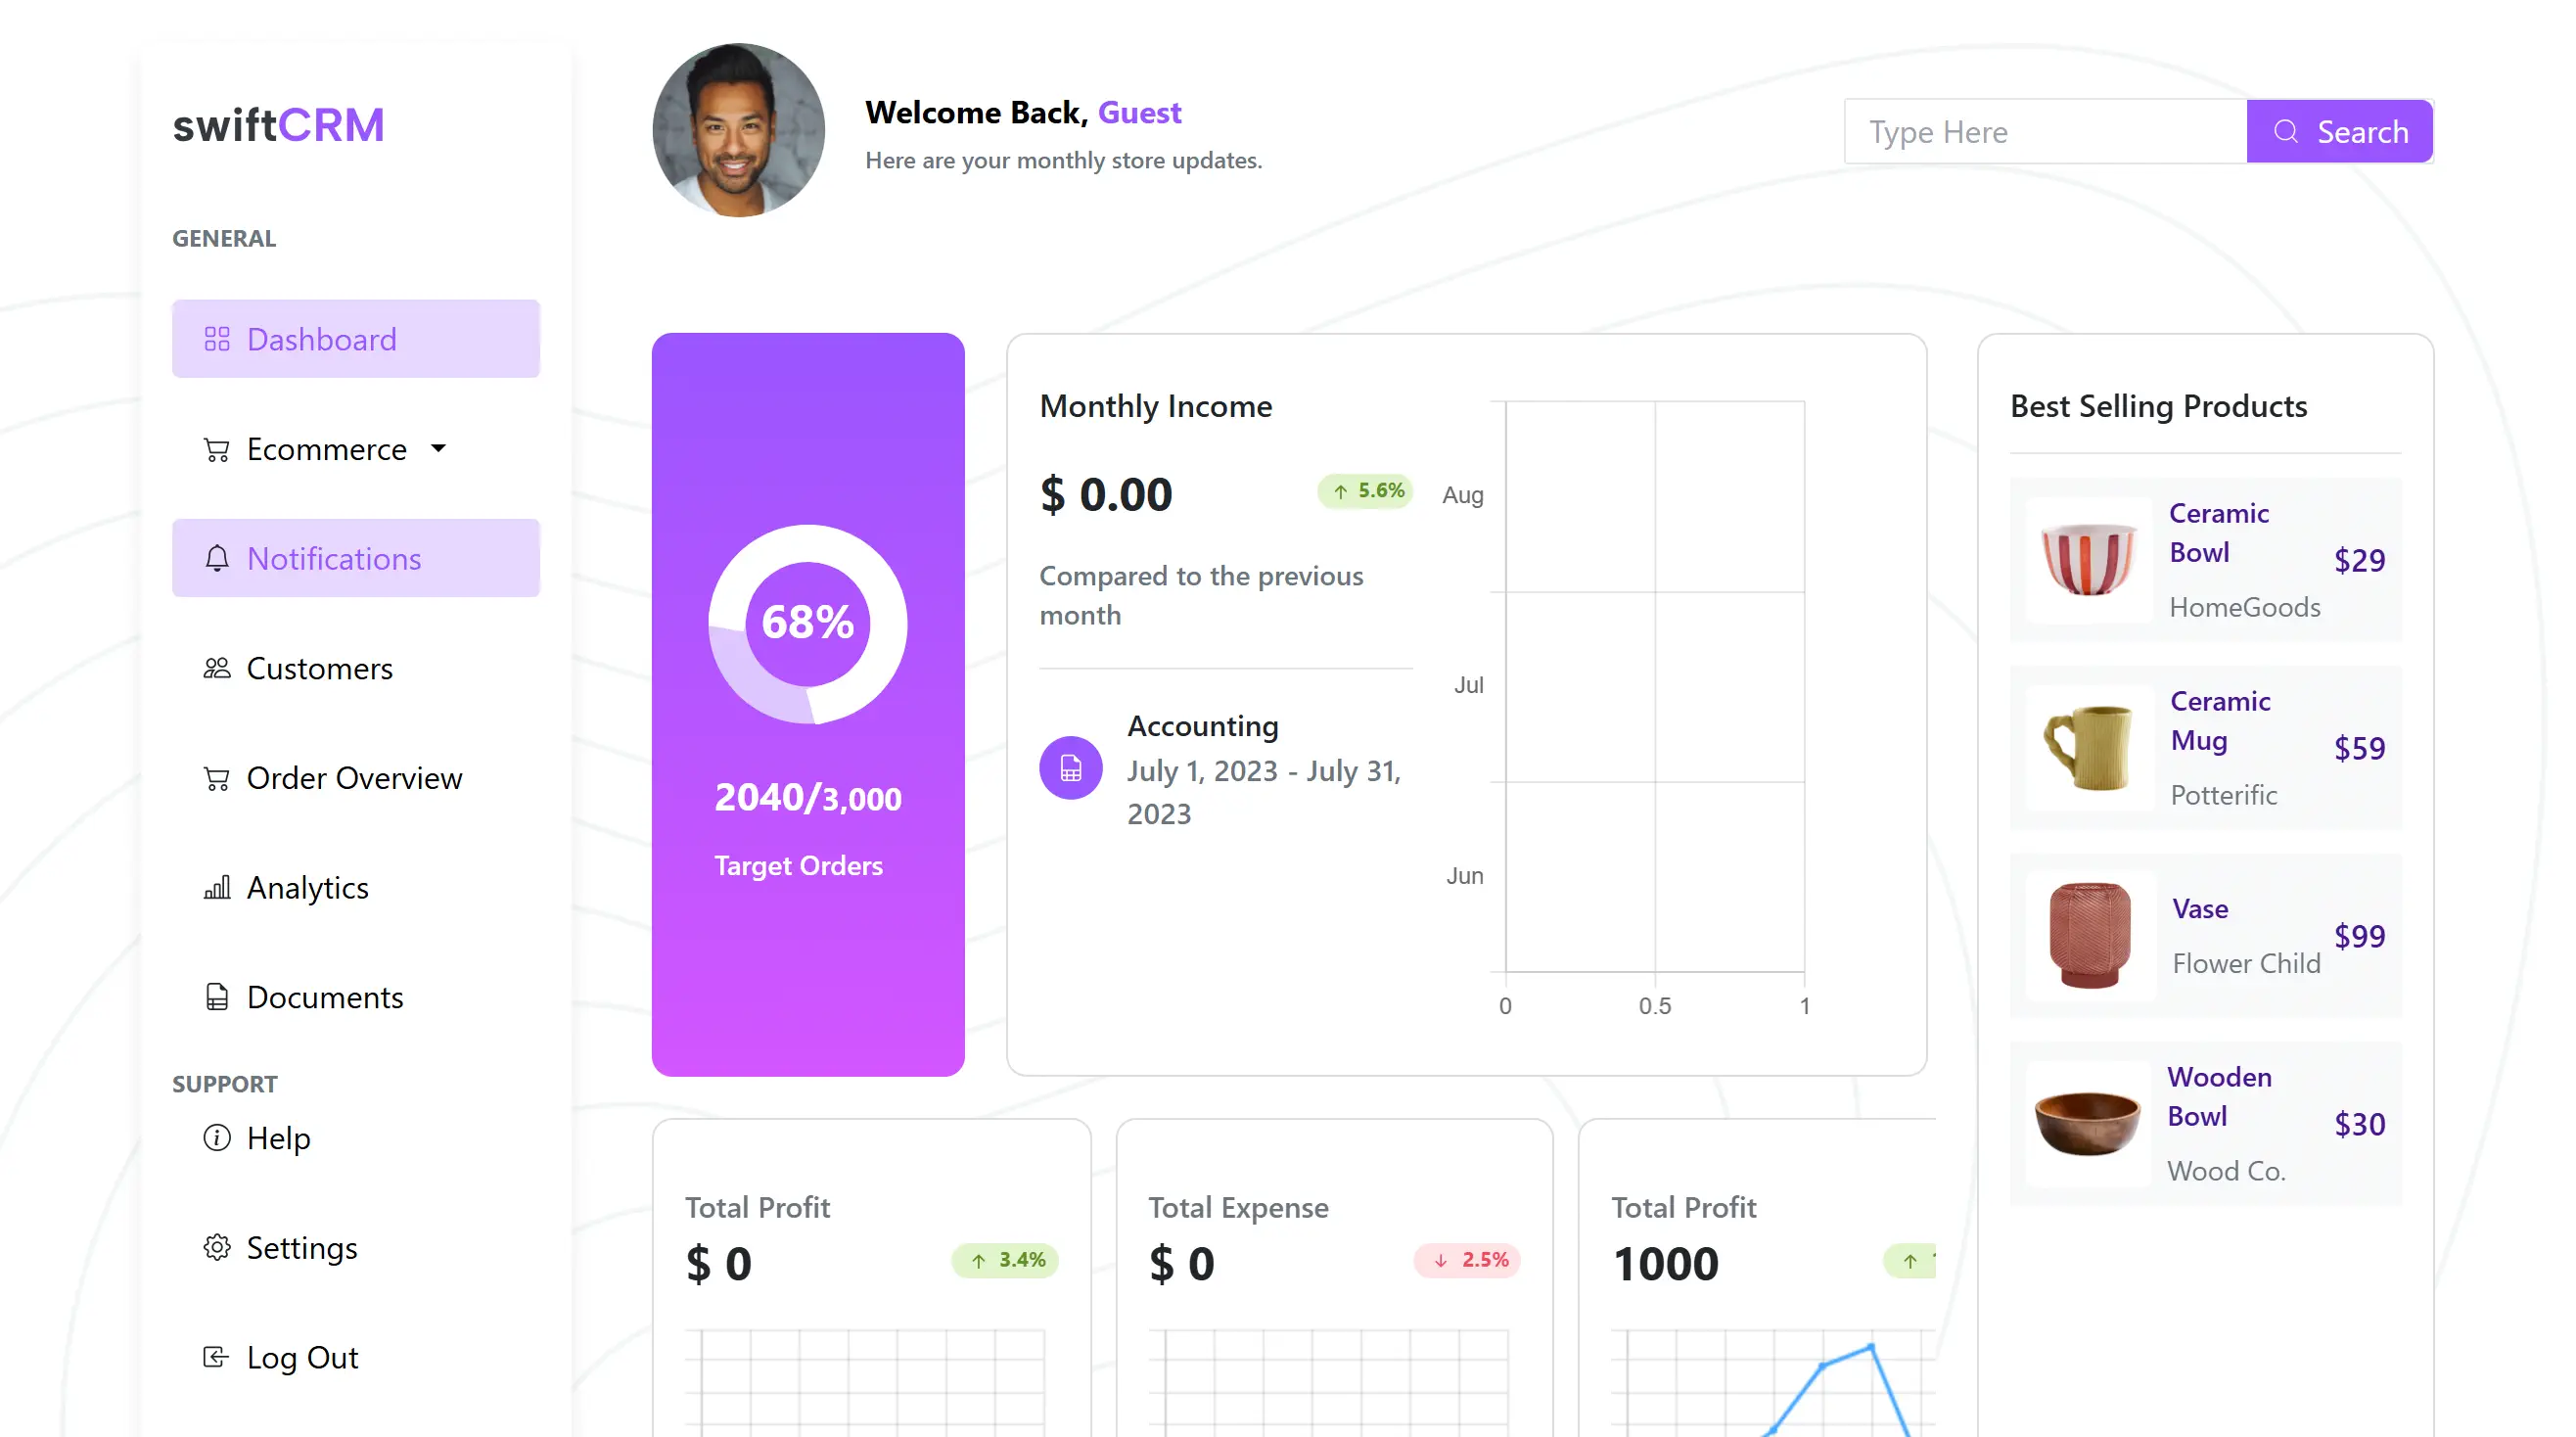 swiftCRM
GENERAL
Dashboard
Ecommerce
Notifications
Customers
Order Overview
Analytics
Documents
SUPPORT
Help
Settings
Log Out
Welcome Back, Guest
Here are your monthly store updates.
Type Here
Search
68%
2040/3,000
Target Orders
Monthly Income
$ 0.00
5.6%
Compared to the previous
month
Accounting
July 1, 2023 - July 31,
2023
Aug
Jul
Jun
0 0.5 1
Best Selling Products
Ceramic
Bowl
HomeGoods
$29
Ceramic
Mug
Potterific
$59
Vase
Flower Child
$99
Wooden
Bowl
Wood Co.
$30
Total Profit
$ 0
3.4%
Total Expense
$ 0
2.5%
Total Profit
1000